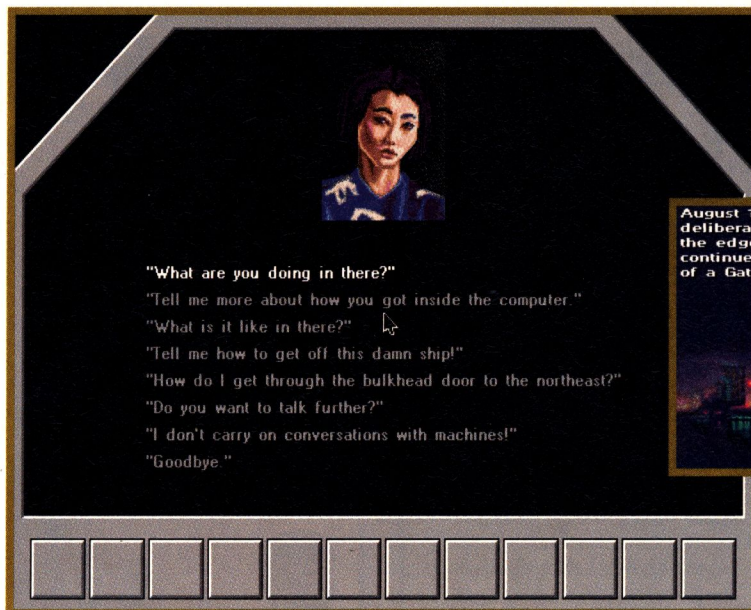 "What are you doing in there?"
"Tell me more about how you got inside the computer."
"What is it like in there?"
"Tell me how to get off this damn ship!"
"How do I get through the bulkhead door to the northeast?"
"Do you want to talk further?"
"I don't carry on conversations with machines!"
"Goodbye."
August
delibera
the edge
continue
of a Gat